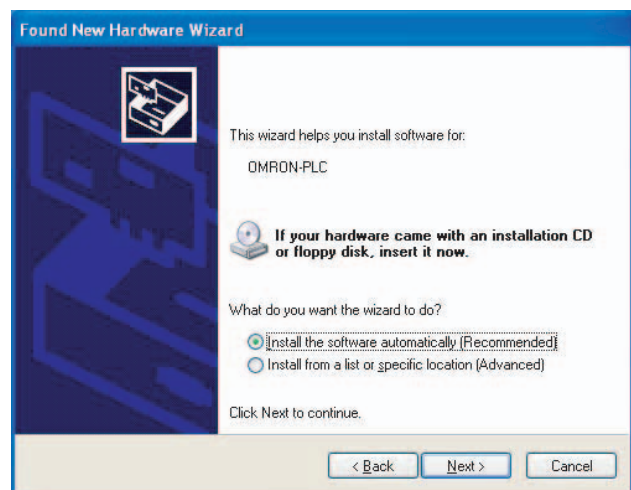 Found New Hardware Wizard
This wizard helps you install software for:
OMRON-PLC
If your hardware came with an installation CD
or floppy disk, insert it now.
What do you want the wizard to do?
Install the software automatically (Recommended)
Install from a list or specific location (Advanced)
Click Next to continue.
< Back Next > Cancel